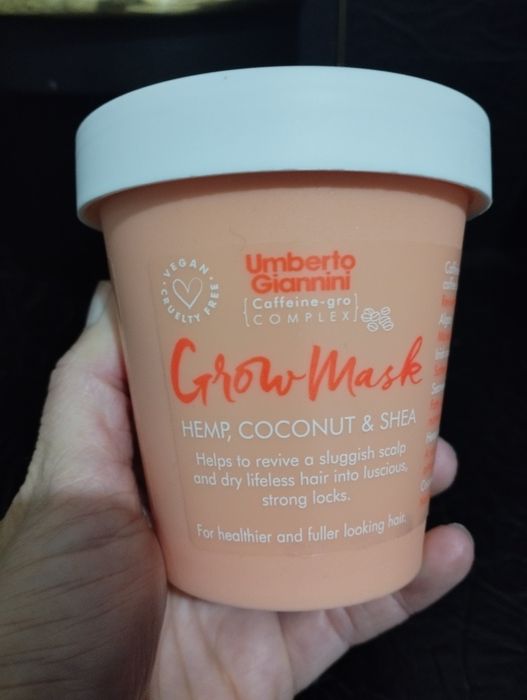 VEGAN
CRUELTY FREE
Umberto
Giannini
[Caffeine-gro
COMPLEX]
Grow Mask
HEMP, COCONUT & SHEA
Helps to revive a sluggish scalp
and dry lifeless hair into luscious,
strong locks.
For healthier and fuller looking hair.